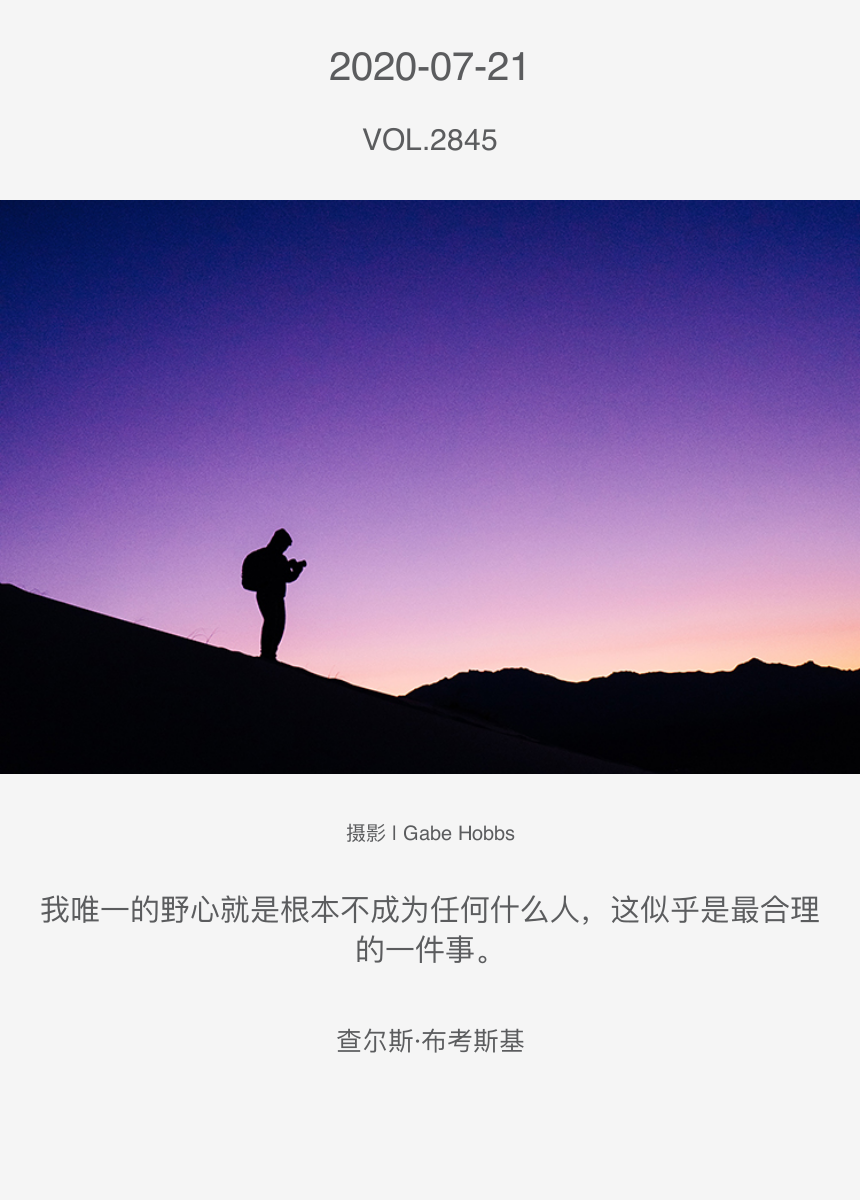 2020-07-21
VOL.2845
摄影 l Gabe Hobbs
我唯一的野心就是根本不成为任何什么人，这似乎是最合理
的一件事。
查尔斯·布考斯基